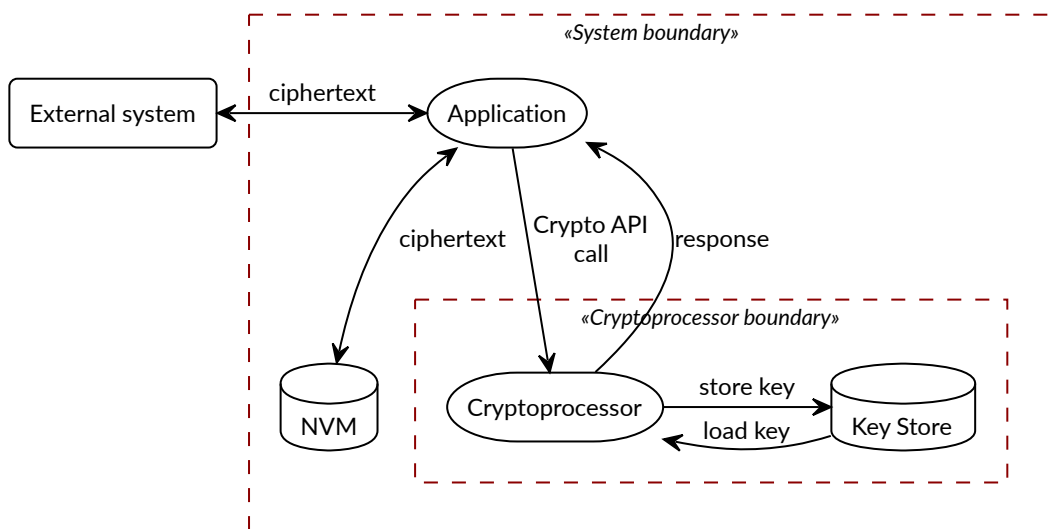 «System boundary»
External system
ciphertext
Application
ciphertext
Crypto API
call
response
«Cryptoprocessor boundary»
NVM
Cryptoprocessor
store key
load key
Key Store